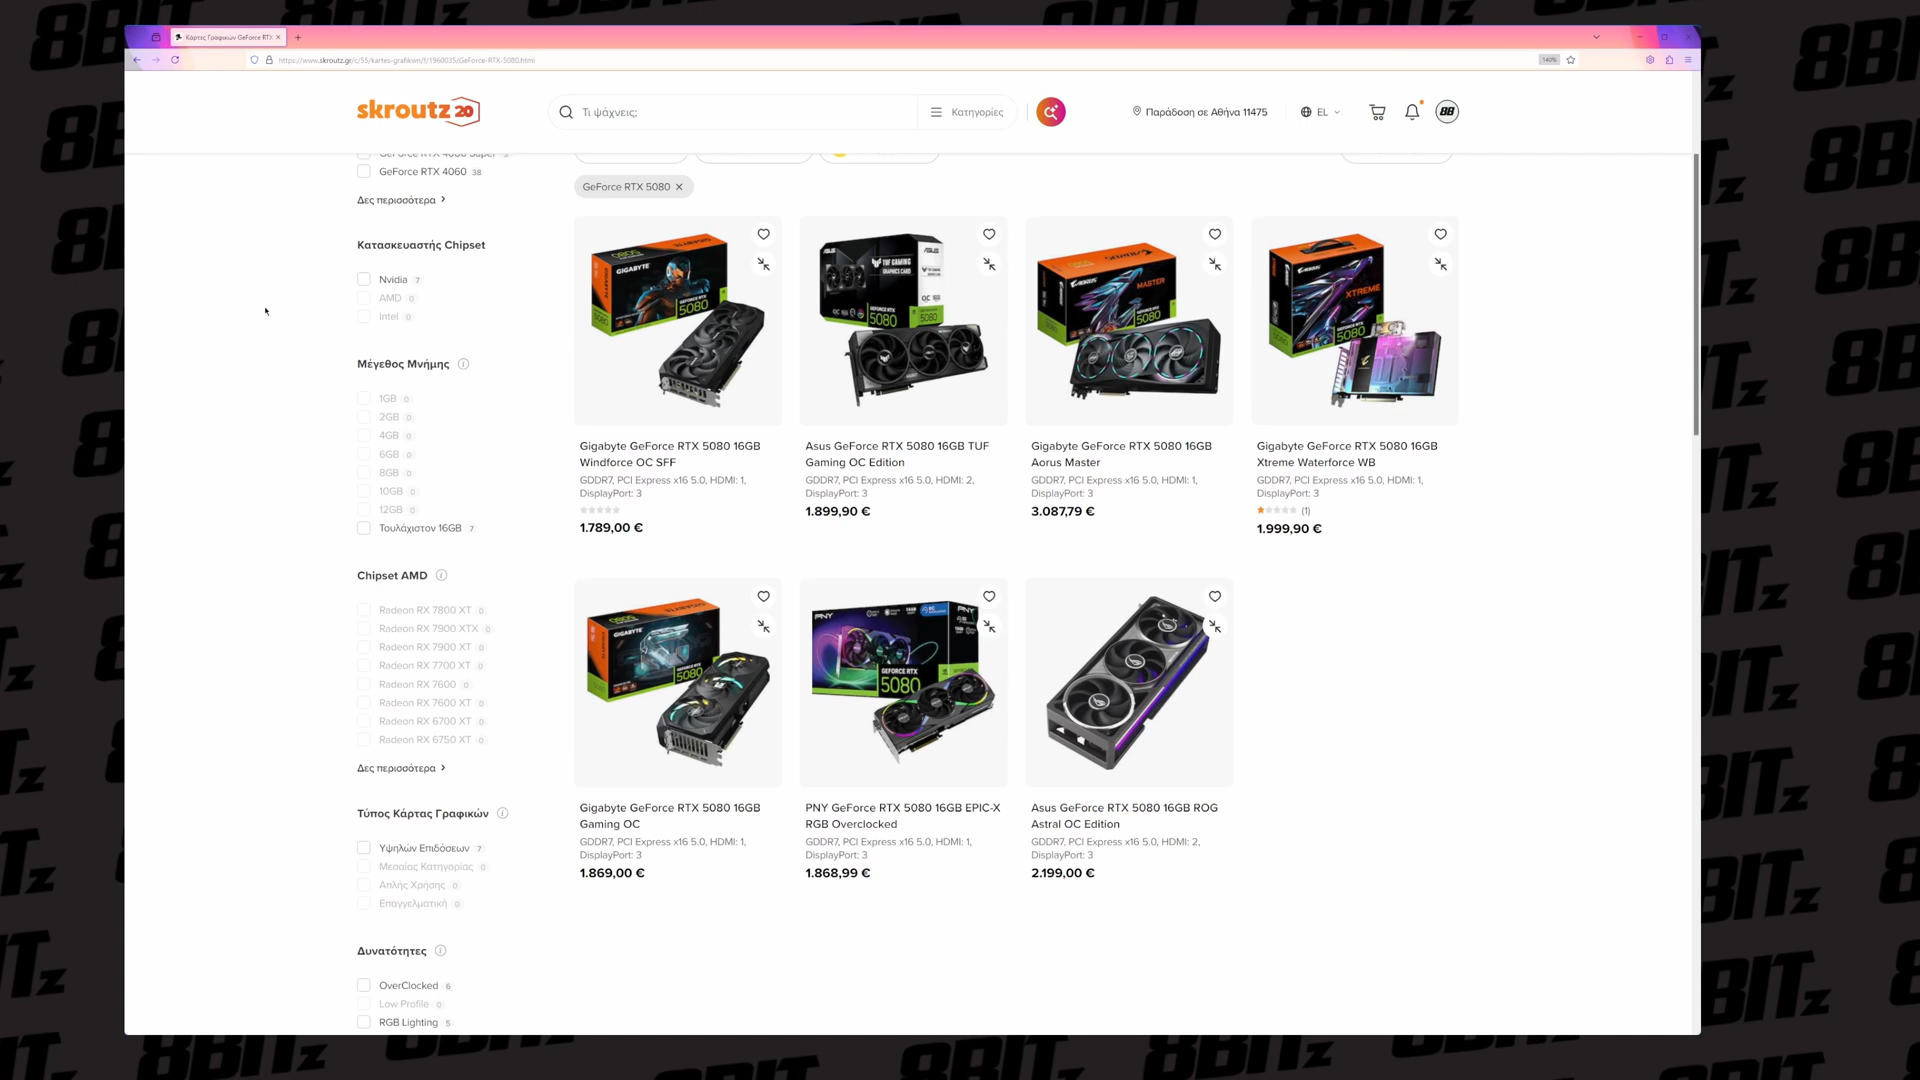 Κάρτες Γραφικών GeForce RTX
https://www.skroutz.gr/c/55/kartes-grafikwn/f/1960035/GeForce-RTX-5080.html
140%
skroutz 20
Τι ψάχνεις;
Κατηγορίες
Παράδοση σε Αθήνα 11475
EL
88
GeForce RTX 4060 38
Δες περισσότερα
GeForce RTX 5080
Κατασκευαστής Chipset
Nvidia 7
AMD 0
Intel 0
Μέγεθος Μνήμης
1GB 0
2GB 0
4GB 0
6GB 0
8GB 0
10GB 0
12GB 0
Τουλάχιστον 16GB 7
Chipset AMD
Radeon RX 7800 XT 0
Radeon RX 7900 XTX 0
Radeon RX 7900 XT 0
Radeon RX 7700 XT 0
Radeon RX 7600 0
Radeon RX 7600 XT 0
Radeon RX 6700 XT 0
Radeon RX 6750 XT 0
Δες περισσότερα
Τύπος Κάρτας Γραφικών
Υψηλών Επιδόσεων 7
Μεσαίας Κατηγορίας 0
Απλής Χρήσης 0
Επαγγελματική 0
Δυνατότητες
OverClocked 6
Low Profile 0
RGB Lighting 5
Gigabyte GeForce RTX 5080 16GB
Windforce OC SFF
GDDR7, PCI Express x16 5.0, HDMI: 1,
DisplayPort: 3
1.789,00 €
Asus GeForce RTX 5080 16GB TUF
Gaming OC Edition
GDDR7, PCI Express x16 5.0, HDMI: 2,
DisplayPort: 3
1.899,90 €
Gigabyte GeForce RTX 5080 16GB
Aorus Master
GDDR7, PCI Express x16 5.0, HDMI: 1,
DisplayPort: 3
3.087,79 €
Gigabyte GeForce RTX 5080 16GB
Xtreme Waterforce WB
GDDR7, PCI Express x16 5.0, HDMI: 1,
DisplayPort: 3
(1)
1.999,90 €
Gigabyte GeForce RTX 5080 16GB
Gaming OC
GDDR7, PCI Express x16 5.0, HDMI: 1,
DisplayPort: 3
1.869,00 €
PNY GeForce RTX 5080 16GB EPIC-X
RGB Overclocked
GDDR7, PCI Express x16 5.0, HDMI: 1,
DisplayPort: 3
1.868,99 €
Asus GeForce RTX 5080 16GB ROG
Astral OC Edition
GDDR7, PCI Express x16 5.0, HDMI: 2,
DisplayPort: 3
2.199,00 €
8BITz